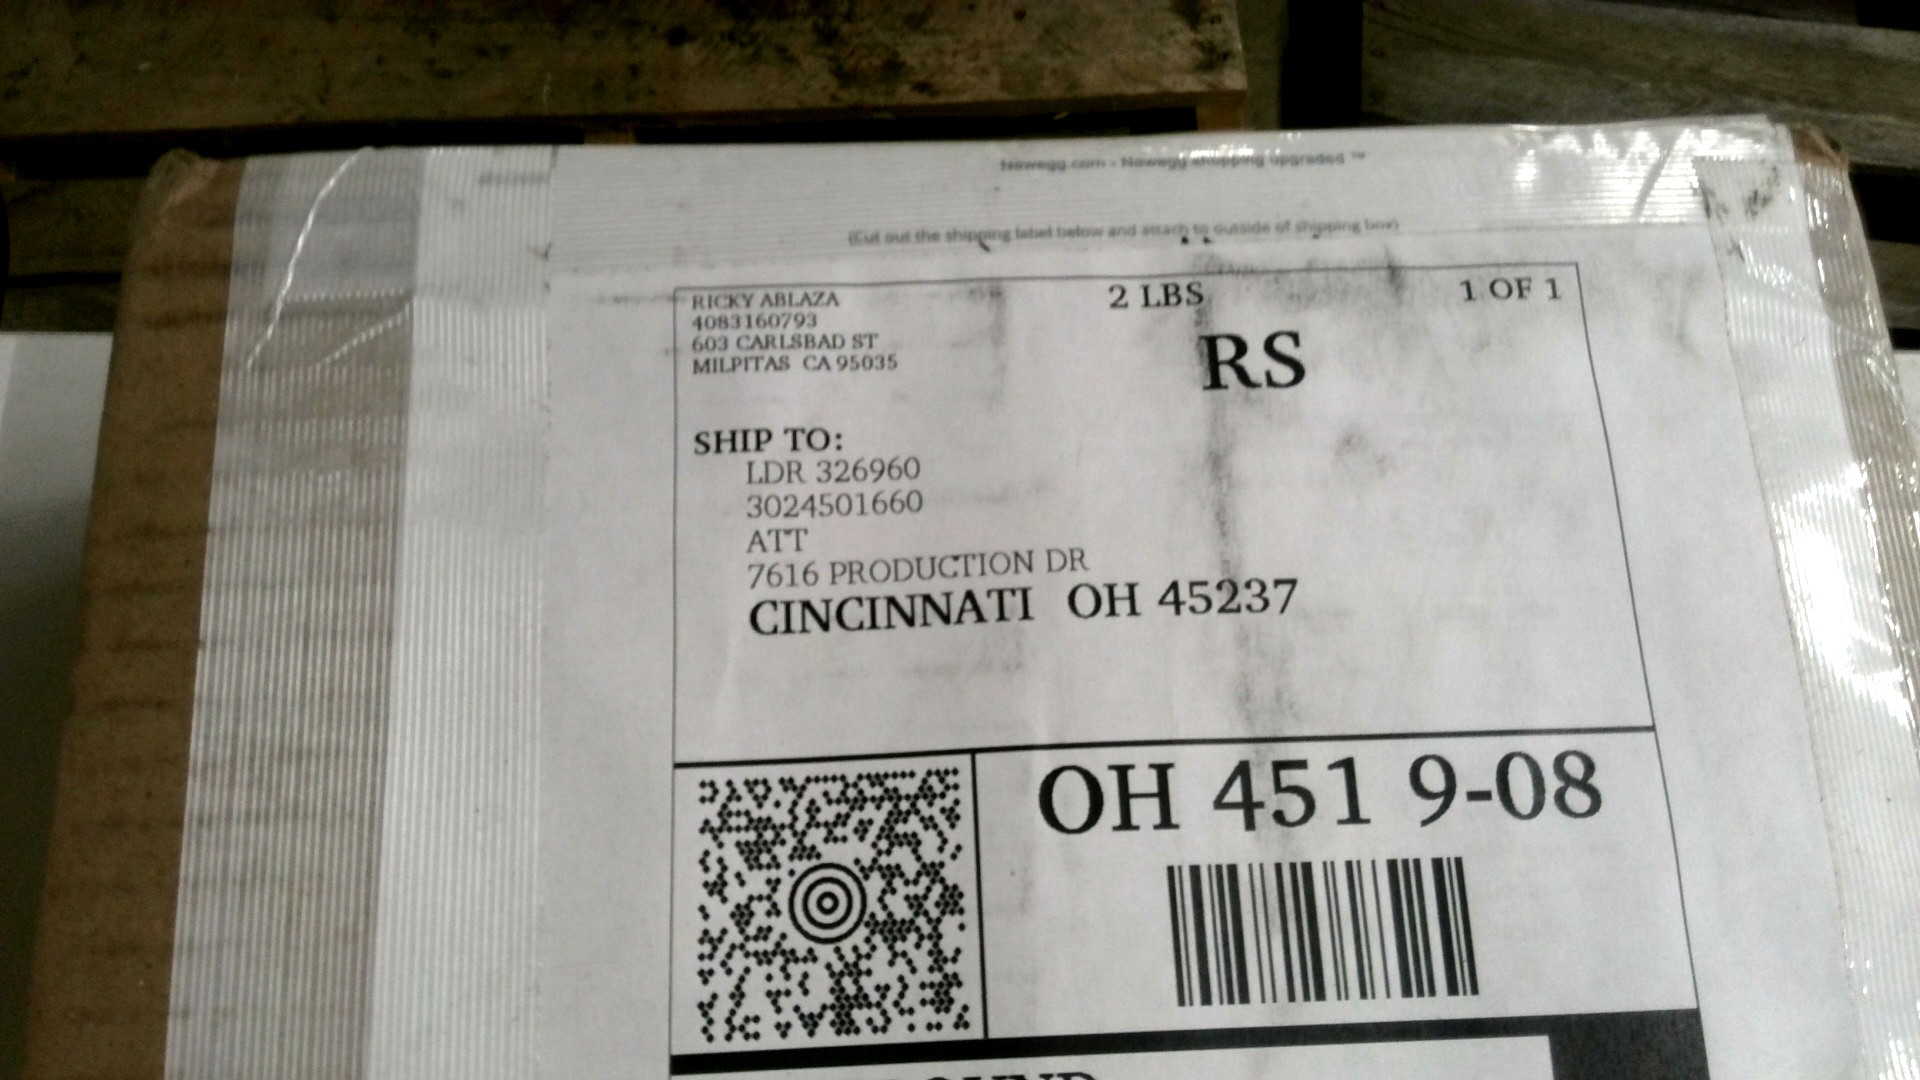 Newegg.com - Newegg shopping upgraded ™
(Cut out the shipping label below and attach to outside of shipping box)
RICKY ABLAZA
4083160793
603 CARLSBAD ST
MILPITAS CA 95035
2 LBS
1 OF 1
RS
SHIP TO:
LDR 326960
3024501660
ATT
7616 PRODUCTION DR
CINCINNATI OH 45237
OH 451 9-08